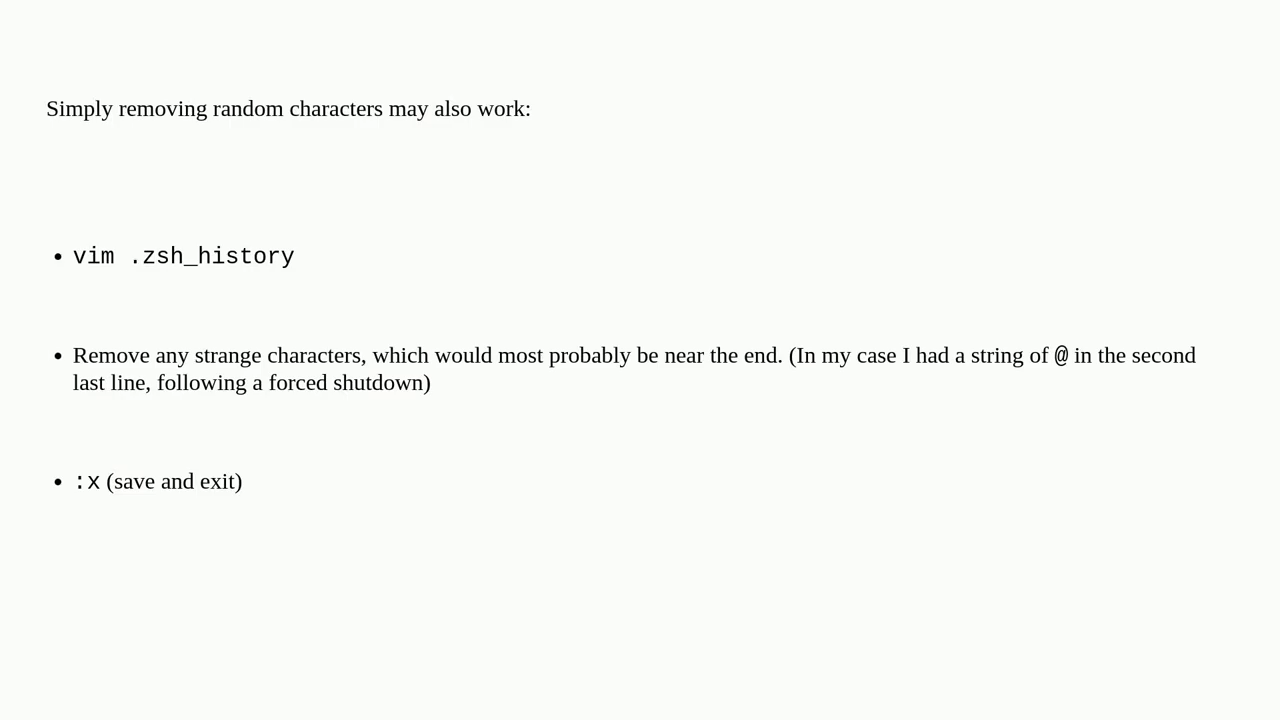 Simply removing random characters may also work:
• vim .zsh_history
• Remove any strange characters, which would most probably be near the end. (In my case I had a string of @ in the second
last line, following a forced shutdown)
• :x (save and exit)